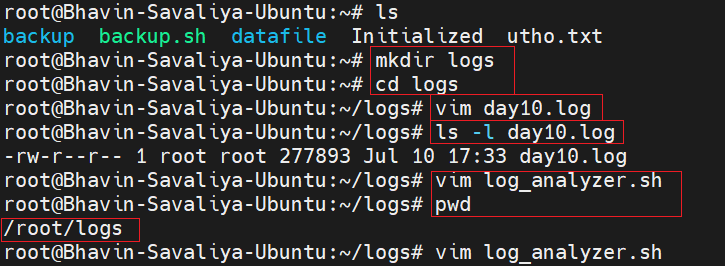 root@Bhavin-Savaliya-Ubuntu:~# ls
backup  backup.sh  datafile  Initialized  utho.txt
root@Bhavin-Savaliya-Ubuntu:~# mkdir logs
root@Bhavin-Savaliya-Ubuntu:~# cd logs
root@Bhavin-Savaliya-Ubuntu:~/logs# vim day10.log
root@Bhavin-Savaliya-Ubuntu:~/logs# ls -l day10.log
-rw-r--r-- 1 root root 277893 Jul 10 17:33 day10.log
root@Bhavin-Savaliya-Ubuntu:~/logs# vim log_analyzer.sh
root@Bhavin-Savaliya-Ubuntu:~/logs# pwd
/root/logs
root@Bhavin-Savaliya-Ubuntu:~/logs# vim log_analyzer.sh